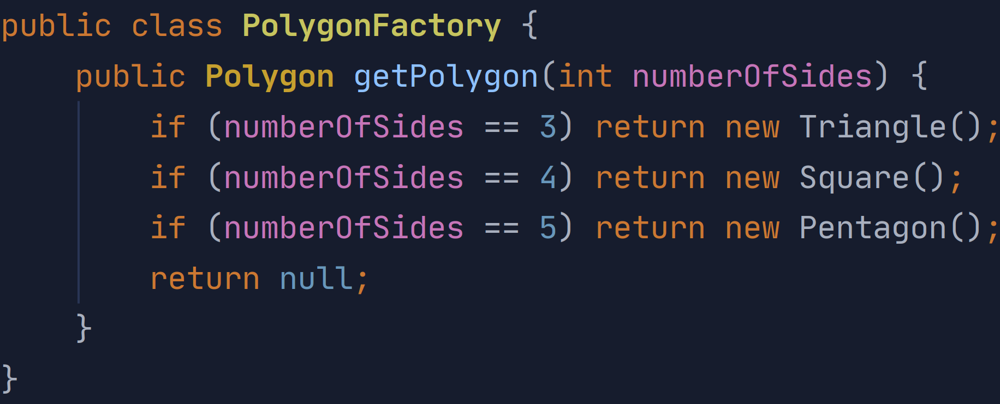 public class PolygonFactory {
    public Polygon getPolygon(int numberOfSides) {
        if (numberOfSides == 3) return new Triangle();
        if (numberOfSides == 4) return new Square();
        if (numberOfSides == 5) return new Pentagon();
        return null;
    }
}